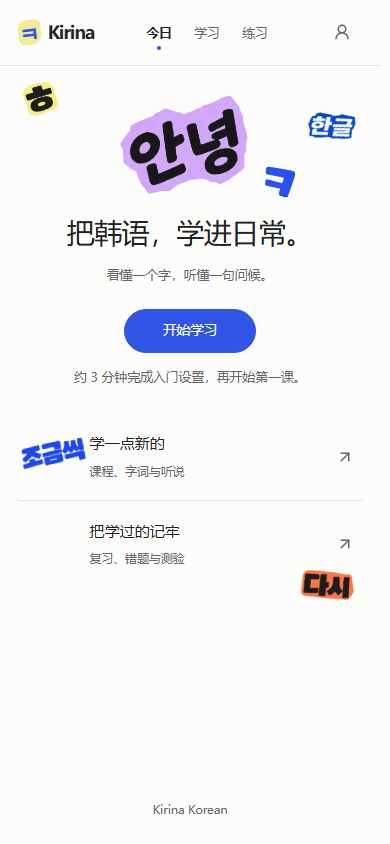 ㅋ Kirina 今日 学习 练习
ㅎ
안녕
한글
ㅋ
把韩语，学进日常。
看懂一个字，听懂一句问候。
开始学习
约 3 分钟完成入门设置，再开始第一课。
조금씩
学一点新的
课程、字词与听说
把学过的记牢
复习、错题与测验
다시
Kirina Korean